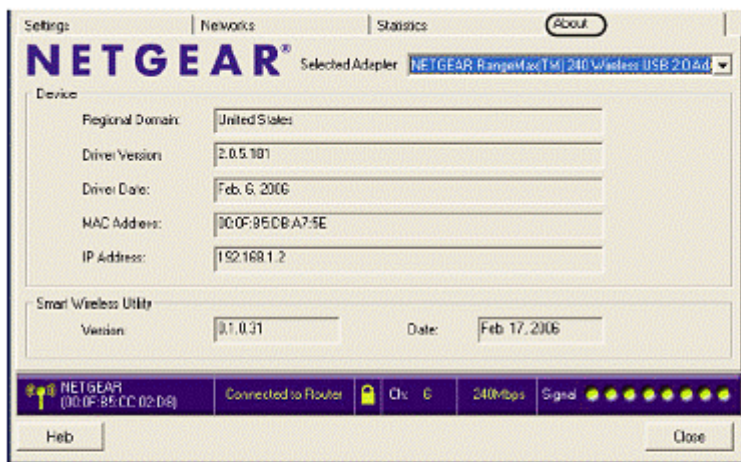 Settings Networks Statistics About
NETGEAR® Selected Adapter NETGEAR RangeMax(TM) 240 Wireless USB 2.0 Ad
Device
Regional Domain: United States
Driver Version 2.0.5.181
Driver Date: Feb. 6, 2006
MAC Address: 00:0F:B5:DB:A7:5E
IP Address: 192.168.1.2
Smart Wireless Utility
Version: 0.1.0.31 Date: Feb 17, 2006
NETGEAR Connected to Router Ch: 6 240Mbps Signal
(00:0F:B5:CC:02:D8)
Help Close